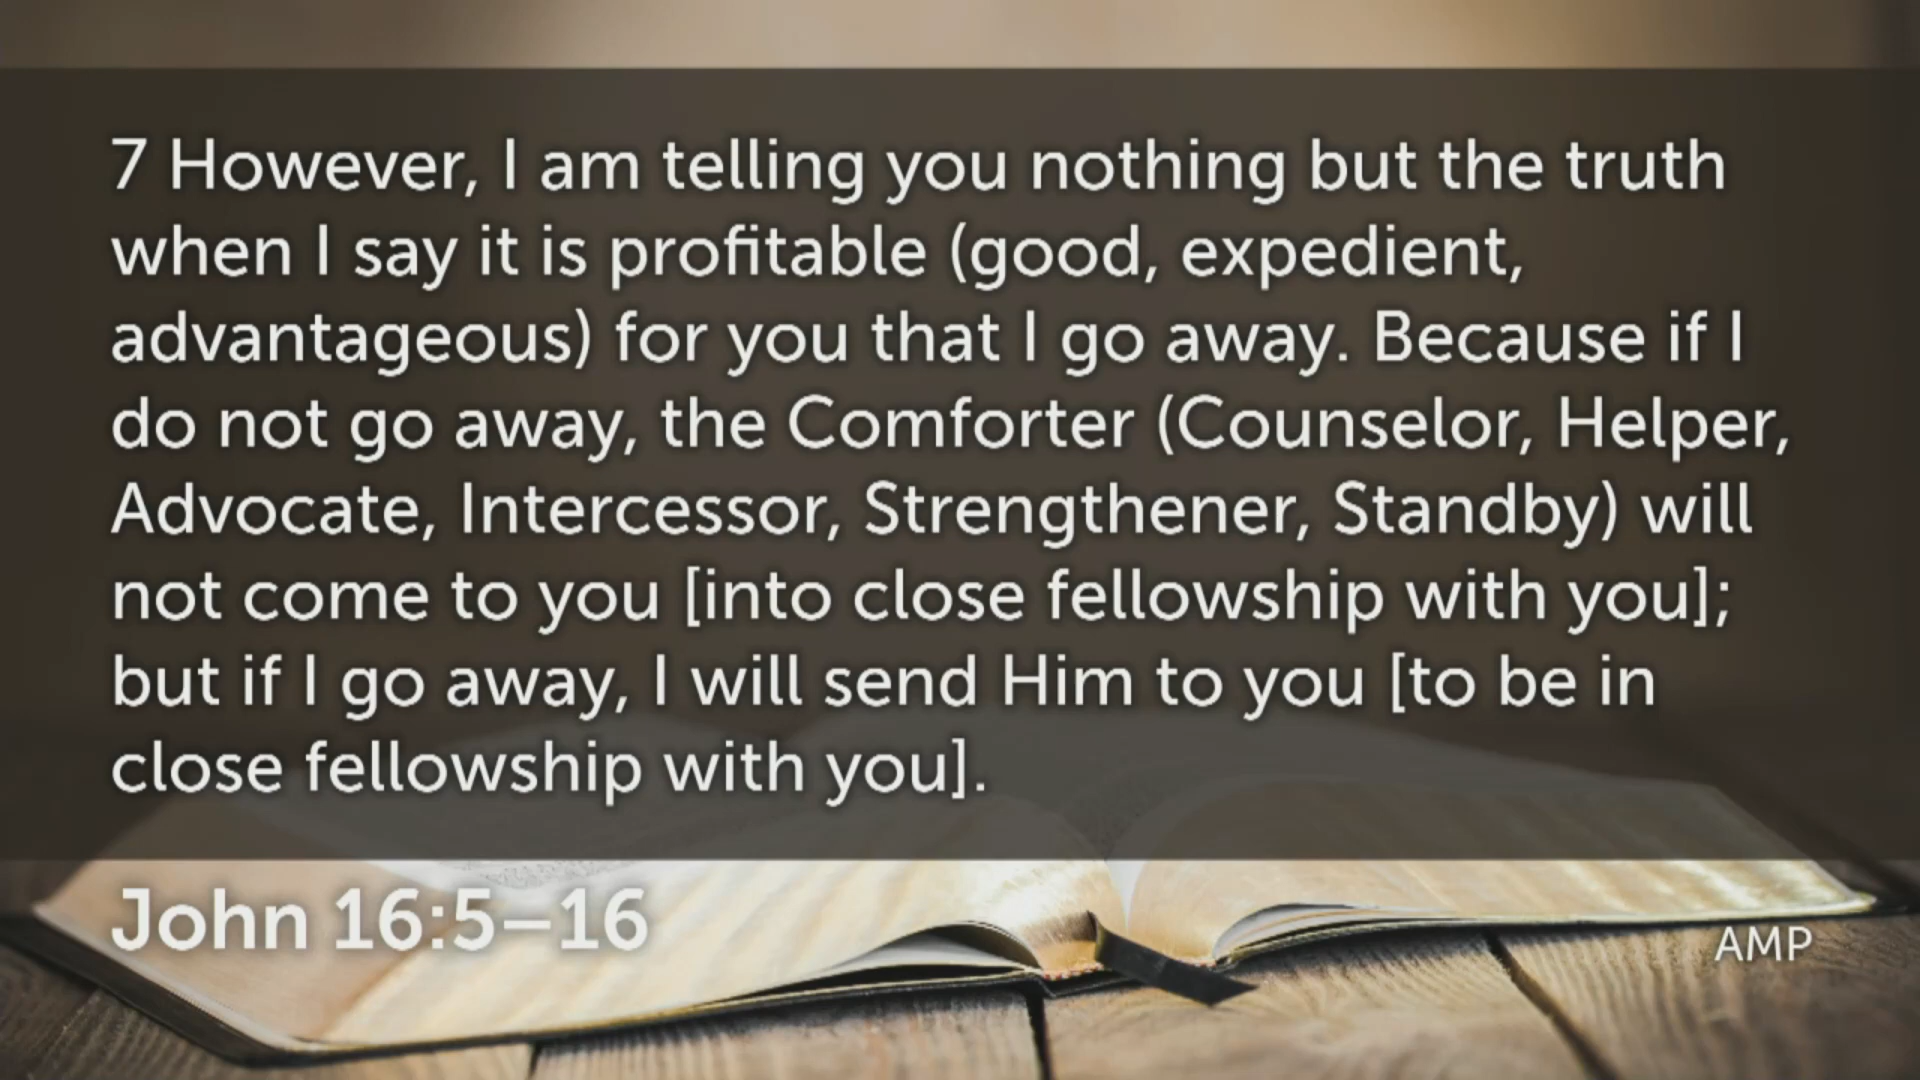 7 However, I am telling you nothing but the truth
when I say it is profitable (good, expedient,
advantageous) for you that I go away. Because if I
do not go away, the Comforter (Counselor, Helper,
Advocate, Intercessor, Strengthener, Standby) will
not come to you [into close fellowship with you];
but if I go away, I will send Him to you [to be in
close fellowship with you].
John 16:5–16
AMP